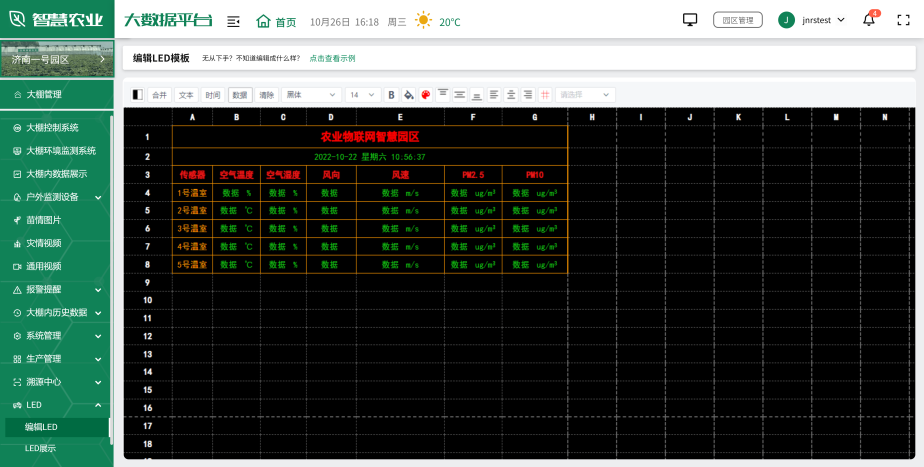 智慧农业 大数据平台 首页 10月26日 16:18 周三 20°C 园区管理 J jnrstest 4
济南一号园区
编辑LED模板 无从下手? 不知道编辑成什么样? 点击查看示例
大棚管理
大棚控制系统
大棚环境监测系统
大棚内数据展示
户外监测设备
苗情图片
灾情视频
通用视频
报警提醒
大棚内历史数据
系统管理
生产管理
溯源中心
LED
编辑LED
LED展示
合并 文本 时间 数据 清除 黑体 14 B 请选择
A B C D E F G H I J K L M N
1 农业物联网智慧园区
2 2022-10-22 星期六 10:56:37
3 传感器 空气温度 空气湿度 风向 风速 PM2.5 PM10
4 1号温室 数据 % 数据 % 数据 数据 m/s 数据 ug/m³ 数据 ug/m³
5 2号温室 数据 ℃ 数据 % 数据 数据 m/s 数据 ug/m³ 数据 ug/m³
6 3号温室 数据 ℃ 数据 % 数据 数据 m/s 数据 ug/m³ 数据 ug/m³
7 4号温室 数据 ℃ 数据 % 数据 数据 m/s 数据 ug/m³ 数据 ug/m³
8 5号温室 数据 ℃ 数据 % 数据 数据 m/s 数据 ug/m³ 数据 ug/m³
9
10
11
12
13
14
15
16
17
18